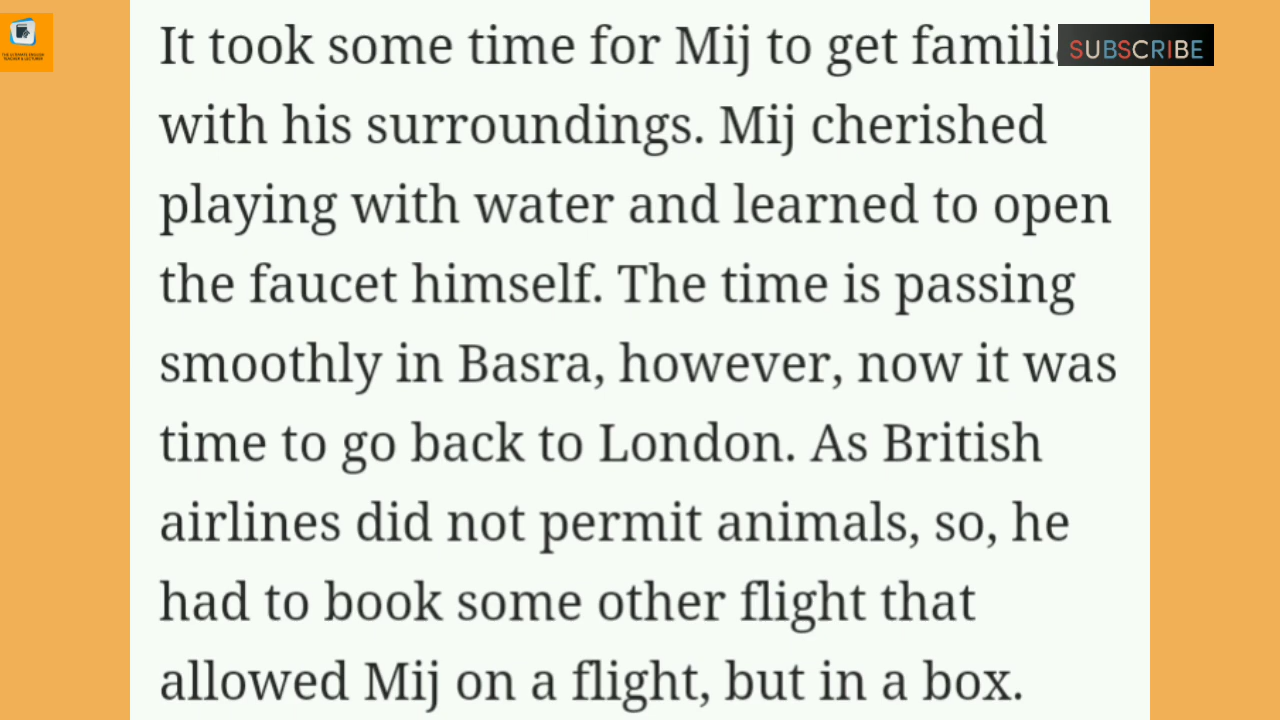 It took some time for Mij to get
with his surroundings. Mij cherished
playing with water and learned to open
the faucet himself. The time is passing
smoothly in Basra, however, now it was
time to go back to London. As British
airlines did not permit animals, so, he
had to book some other flight that
allowed Mij on a flight, but in a box.
SUBSCRIBE